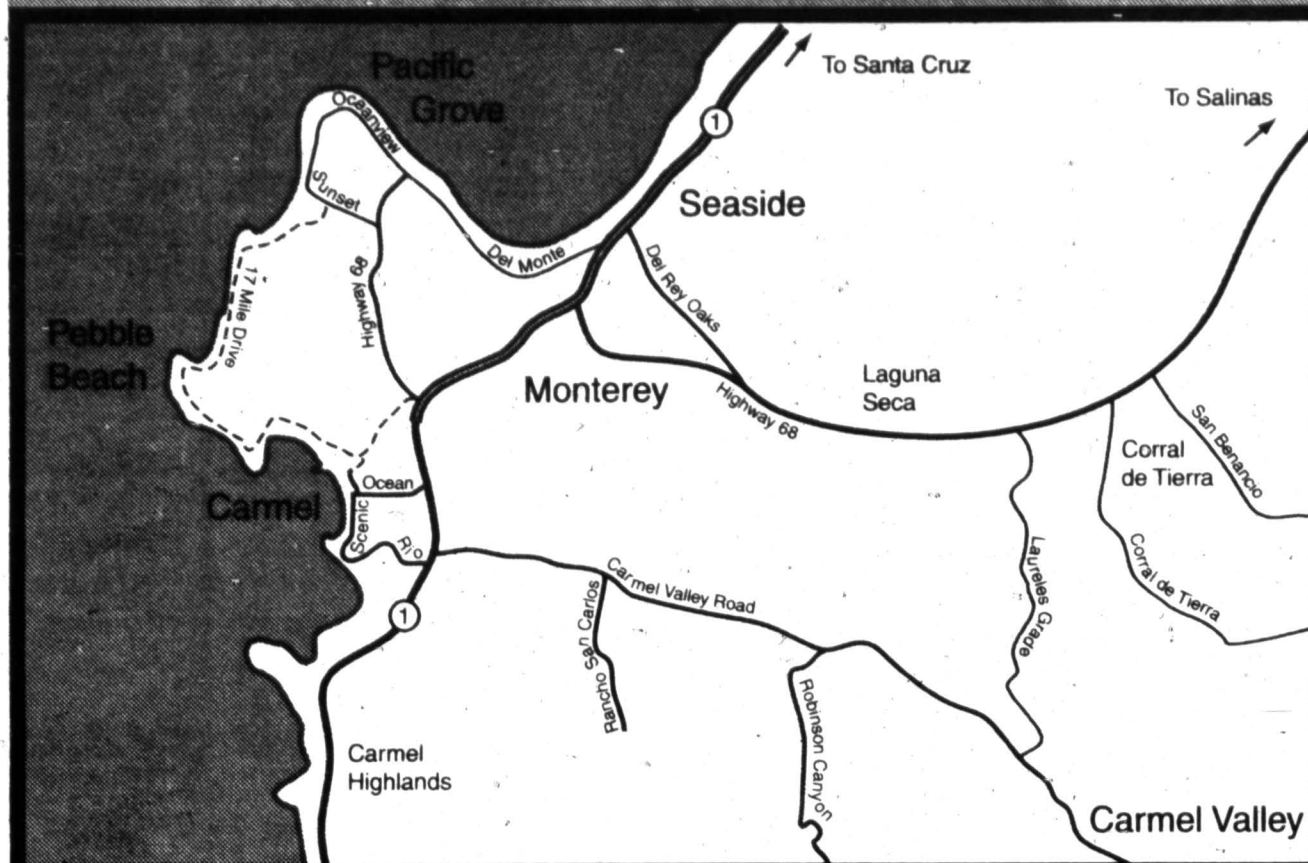 Pacific
Grove
To Santa Cruz
To Salinas
Oceanview
1
Sunset
Seaside
Del Monte
Del Rey Oaks
17 Mile Drive
Highway 68
Pebble
Beach
Monterey
Highway 68
Laguna
Seca
San Benancio
Corral
de Tierra
Ocean
Carmel
Scenic
Rio
Laureles Grade
Corral de Tierra
Carmel Valley Road
1
Rancho San Carlos
Robinson Canyon
Carmel
Highlands
Carmel Valley